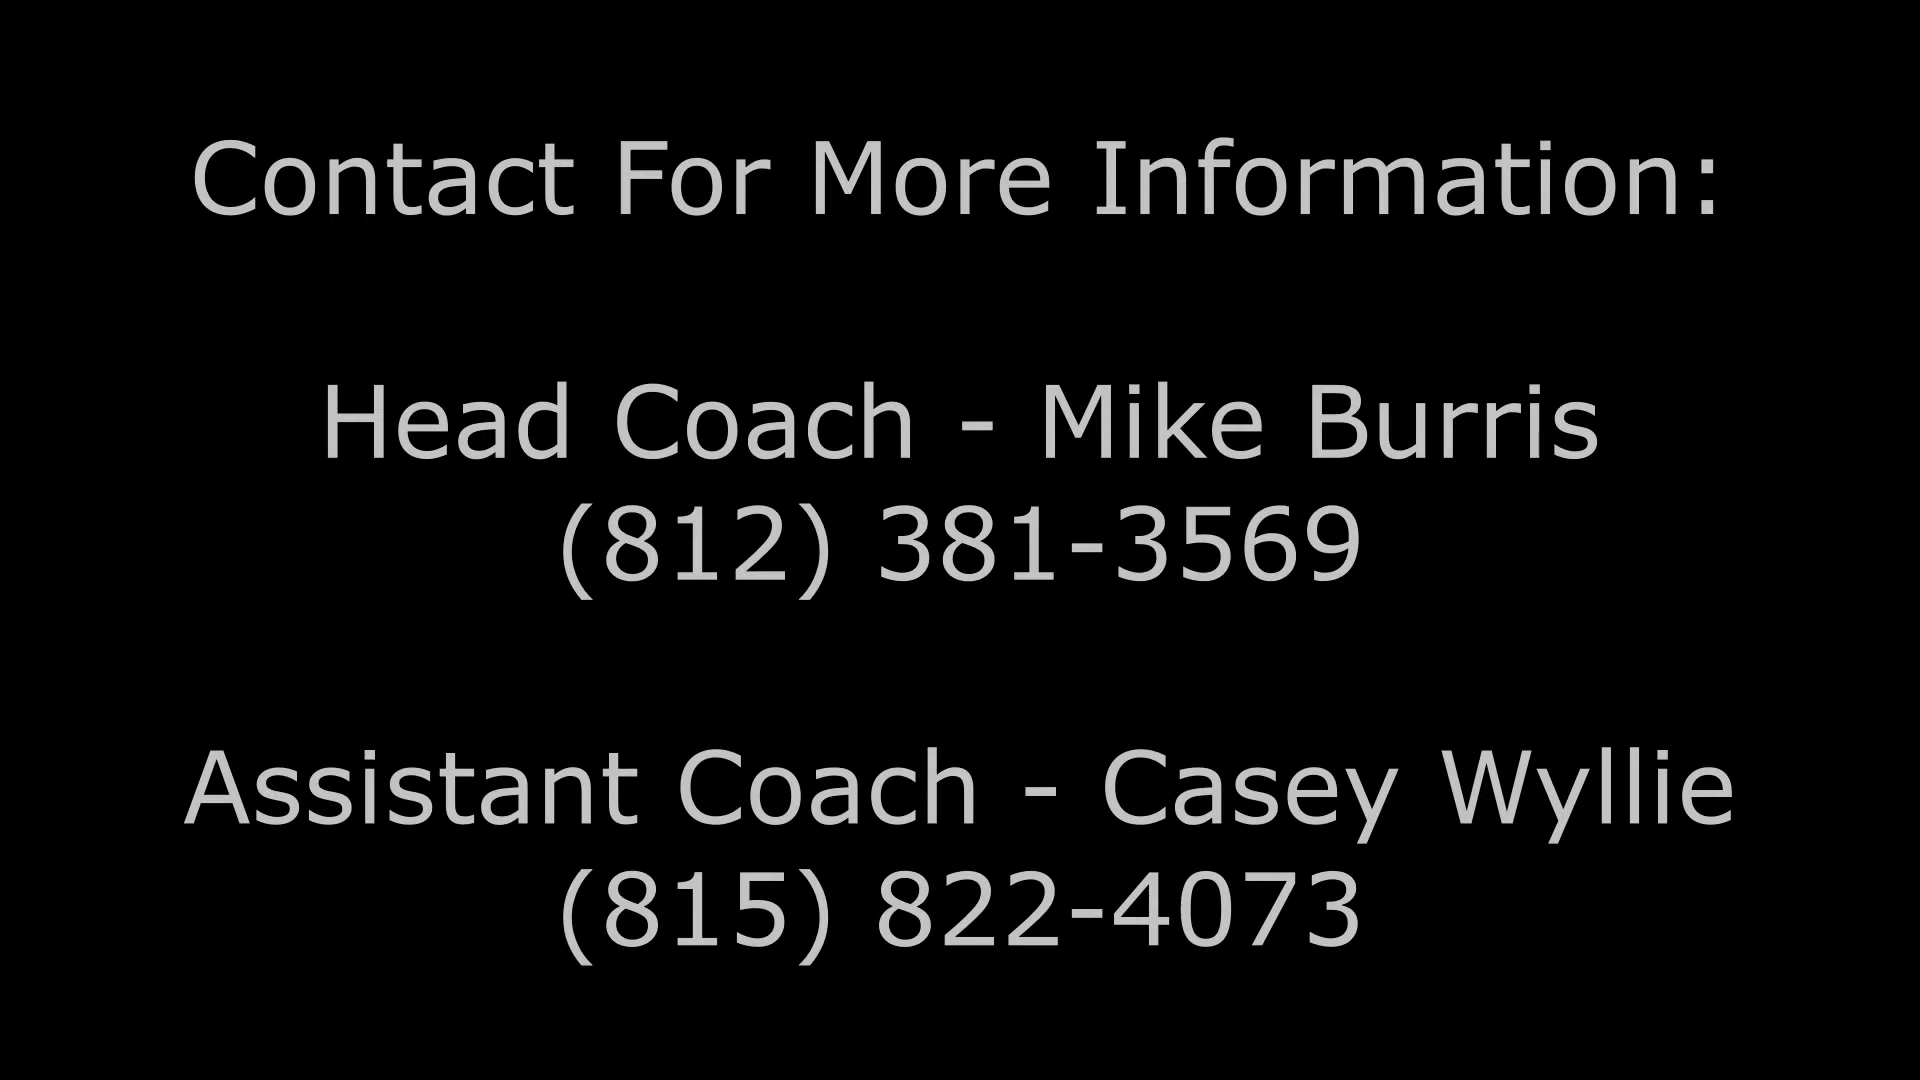 Contact For More Information:
Head Coach - Mike Burris
(812) 381-3569
Assistant Coach - Casey Wyllie
(815) 822-4073